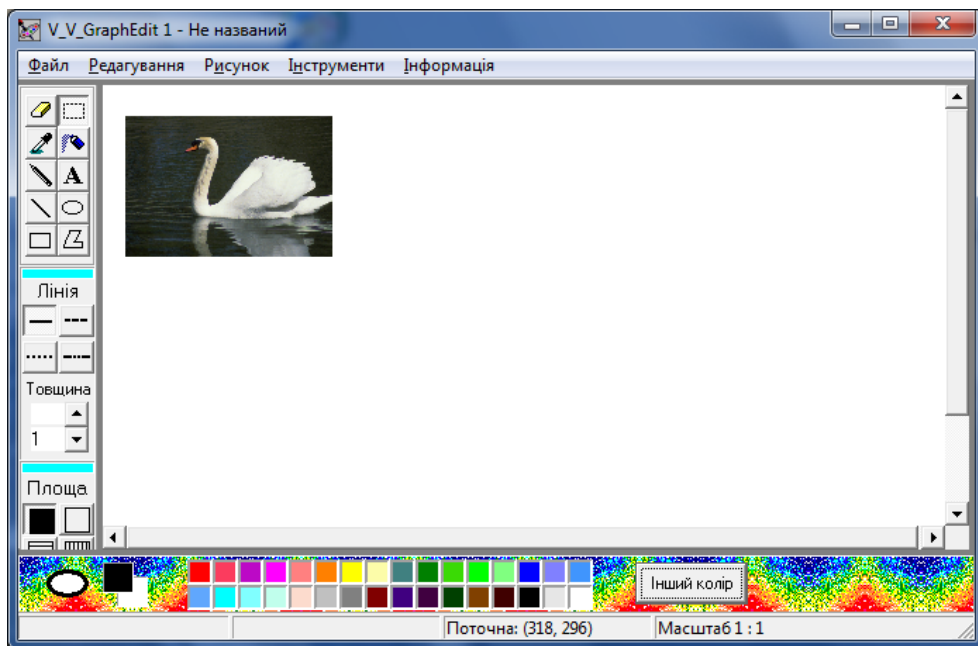 V_V_GraphEdit 1 - Не названий
Файл Редагування Рисунок Інструменти Інформація
A
Лінія
Товщина
1
Площа
Інший колір
Поточна: (318, 296) Масштаб 1 : 1